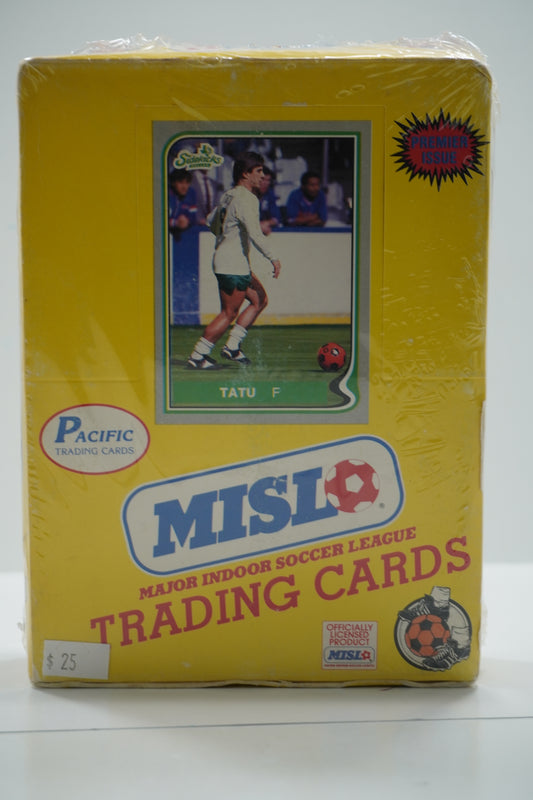 PREMIER
ISSUE
Sidekicks
TATU F
PACIFIC
TRADING CARDS
MISL
®
MAJOR INDOOR SOCCER LEAGUE
TRADING CARDS
OFFICIALLY
LICENSED
PRODUCT
MISL
$ 25